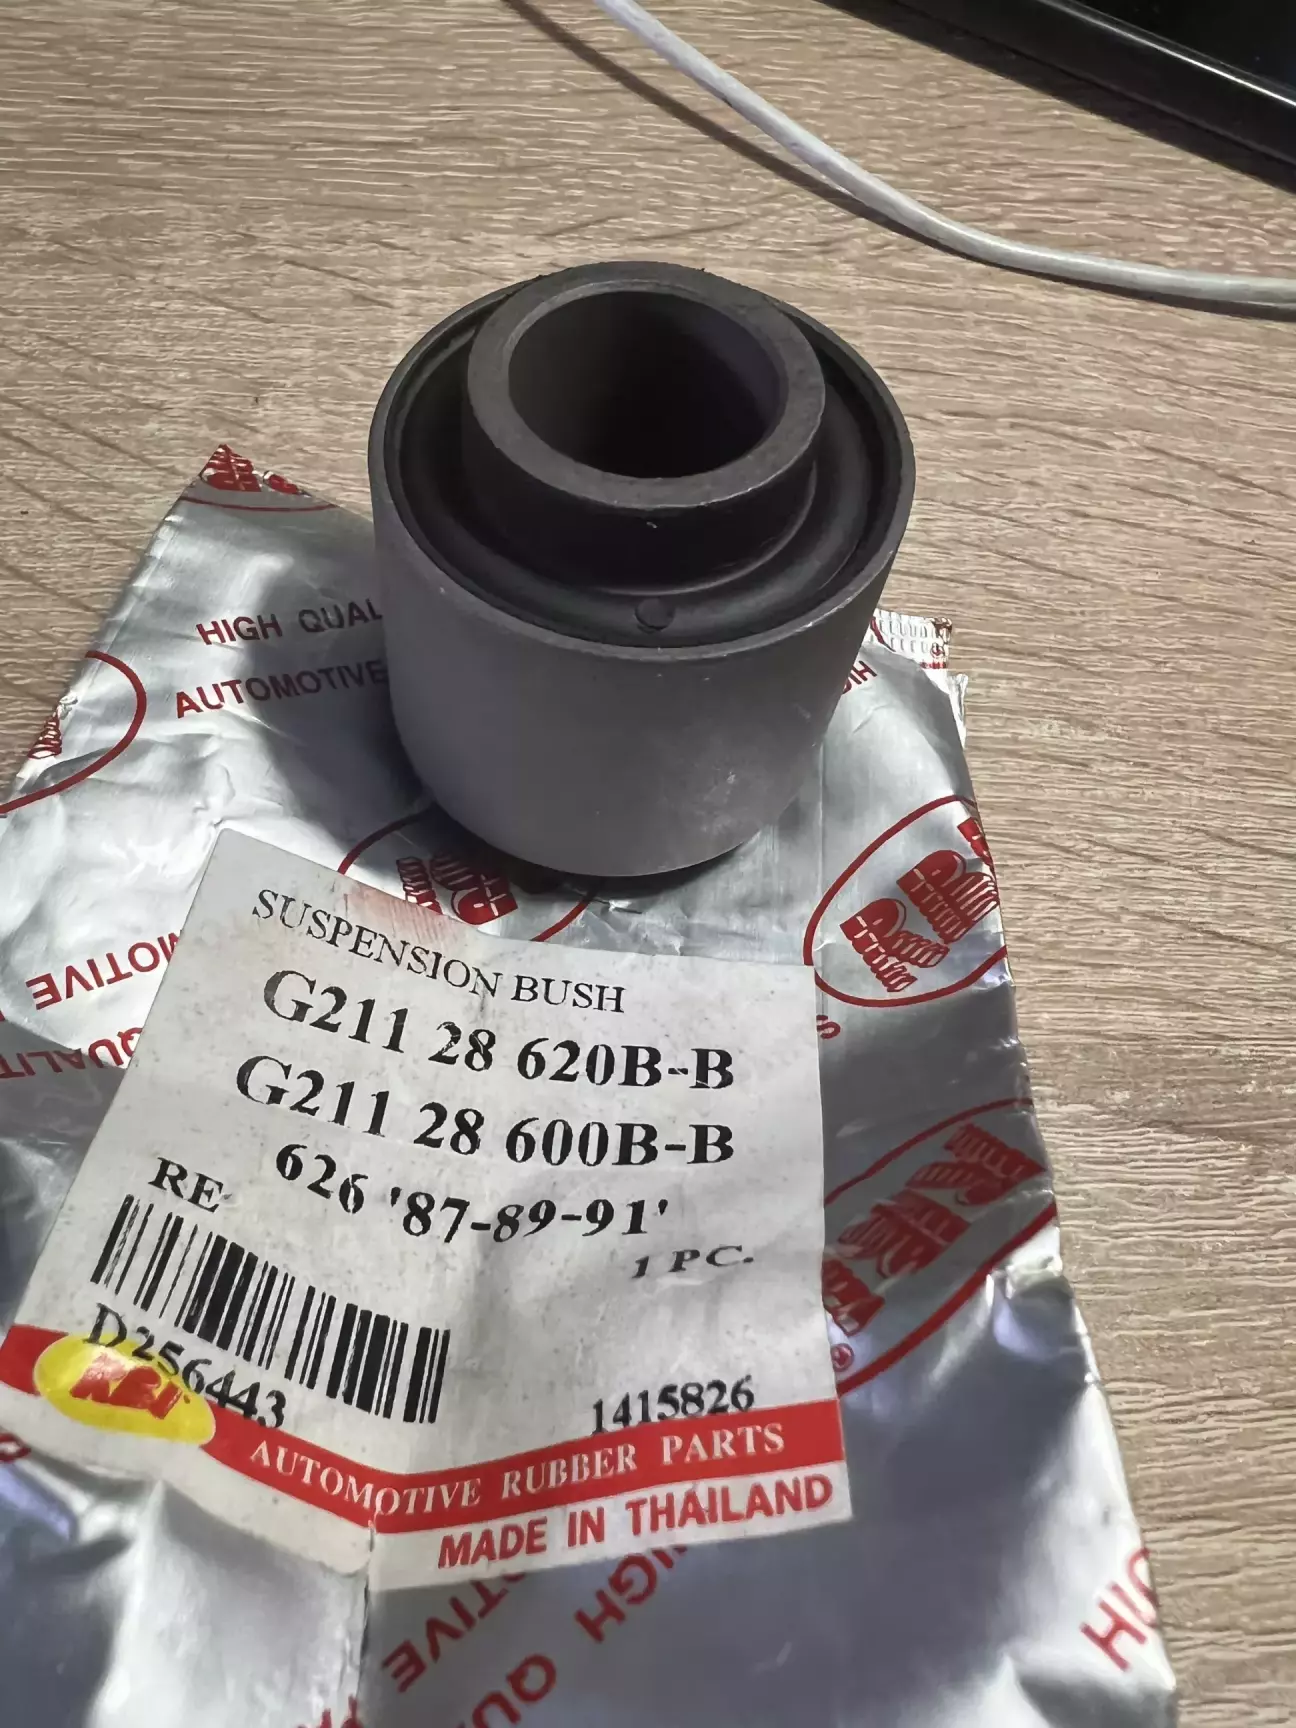 HIGH QUAL
AUTOMOTIVE
SUSPENSION BUSH
G211 28 620B-B
G211 28 600B-B
626 '87-89-91'
RE
1 PC.
D256443
1415826
RBI
AUTOMOTIVE RUBBER PARTS
MADE IN THAILAND